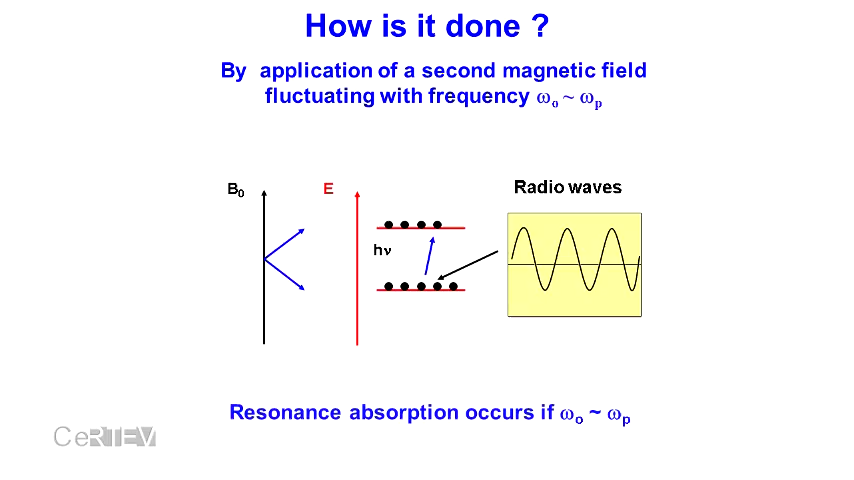 How is it done ?
By application of a second magnetic field
fluctuating with frequency ωo ~ ωp
B0
E
Radio waves
hν
Resonance absorption occurs if ωo ~ ωp
CeRTEM